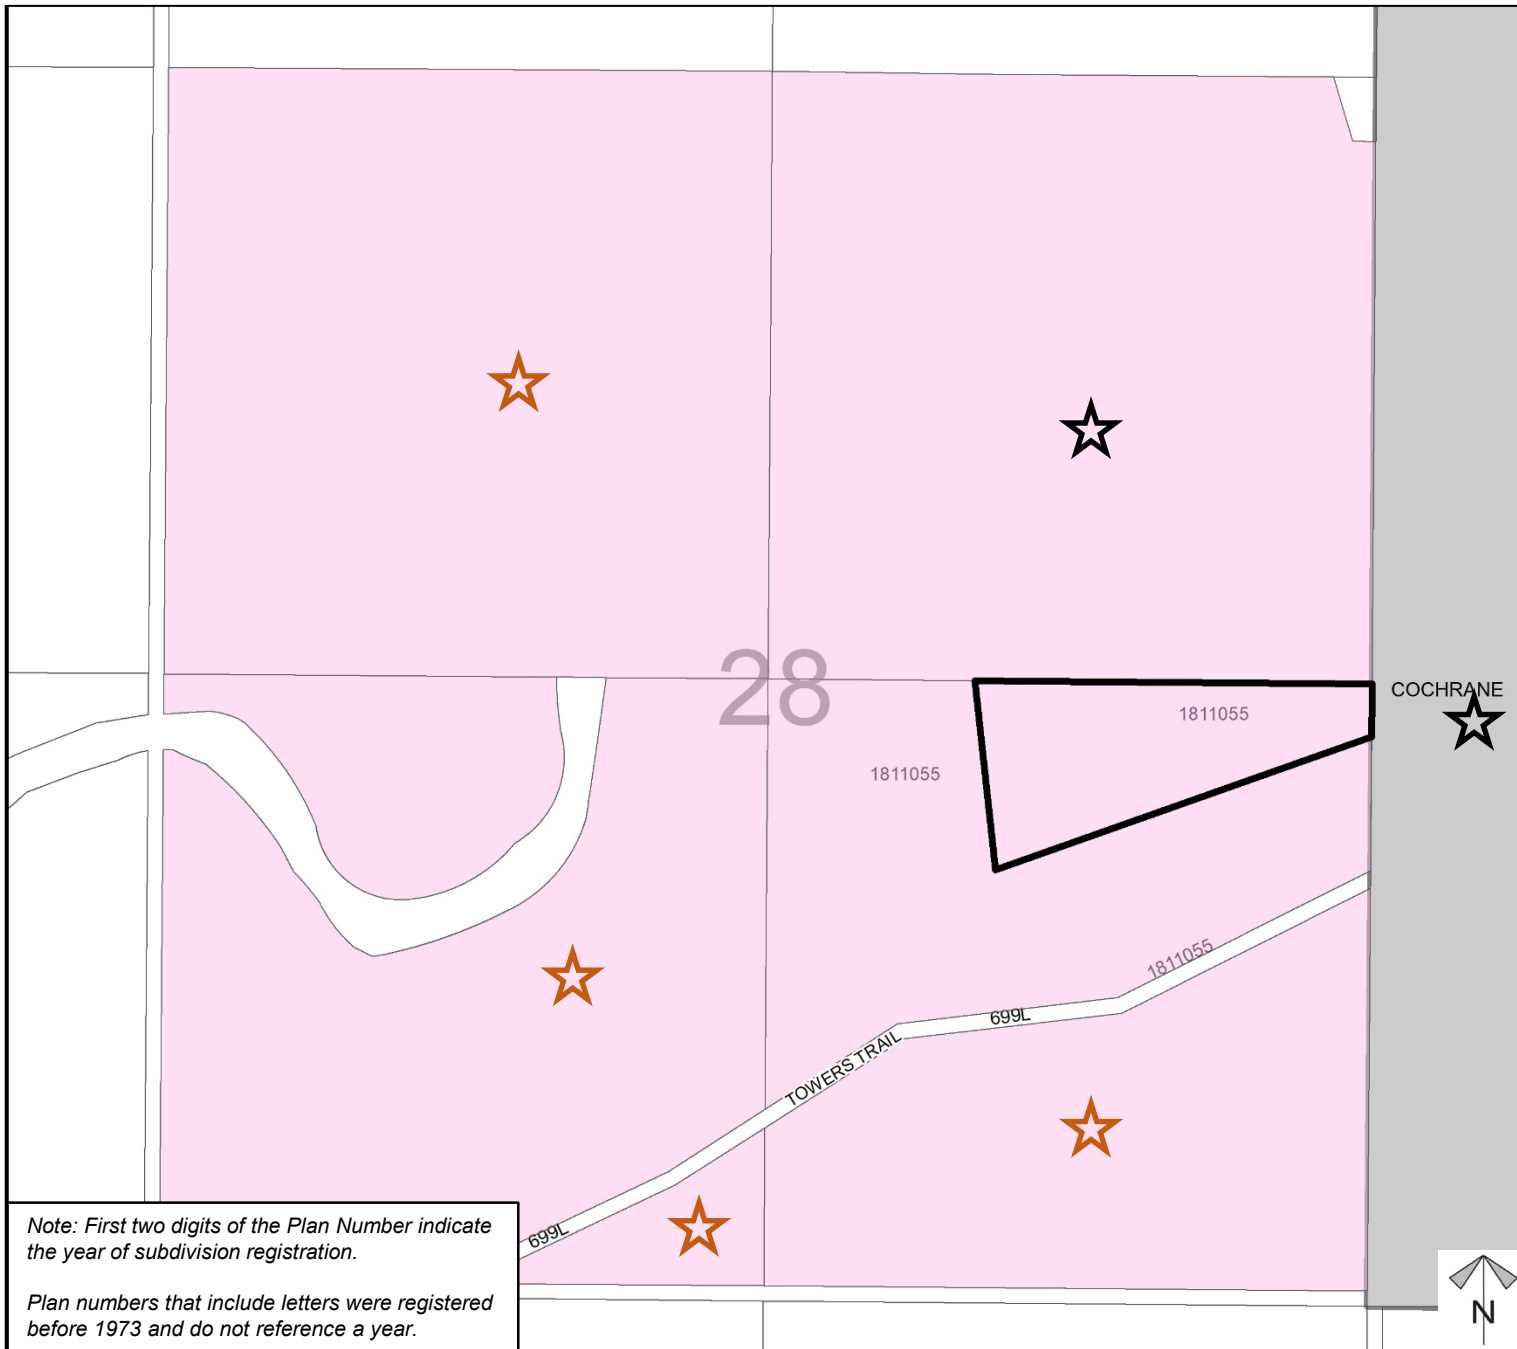 28
COCHRANE
1811055
1811055
1811055
699L
TOWERS TRAIL
699L
Note: First two digits of the Plan Number indicate
the year of subdivision registration.
Plan numbers that include letters were registered
before 1973 and do not reference a year.
N